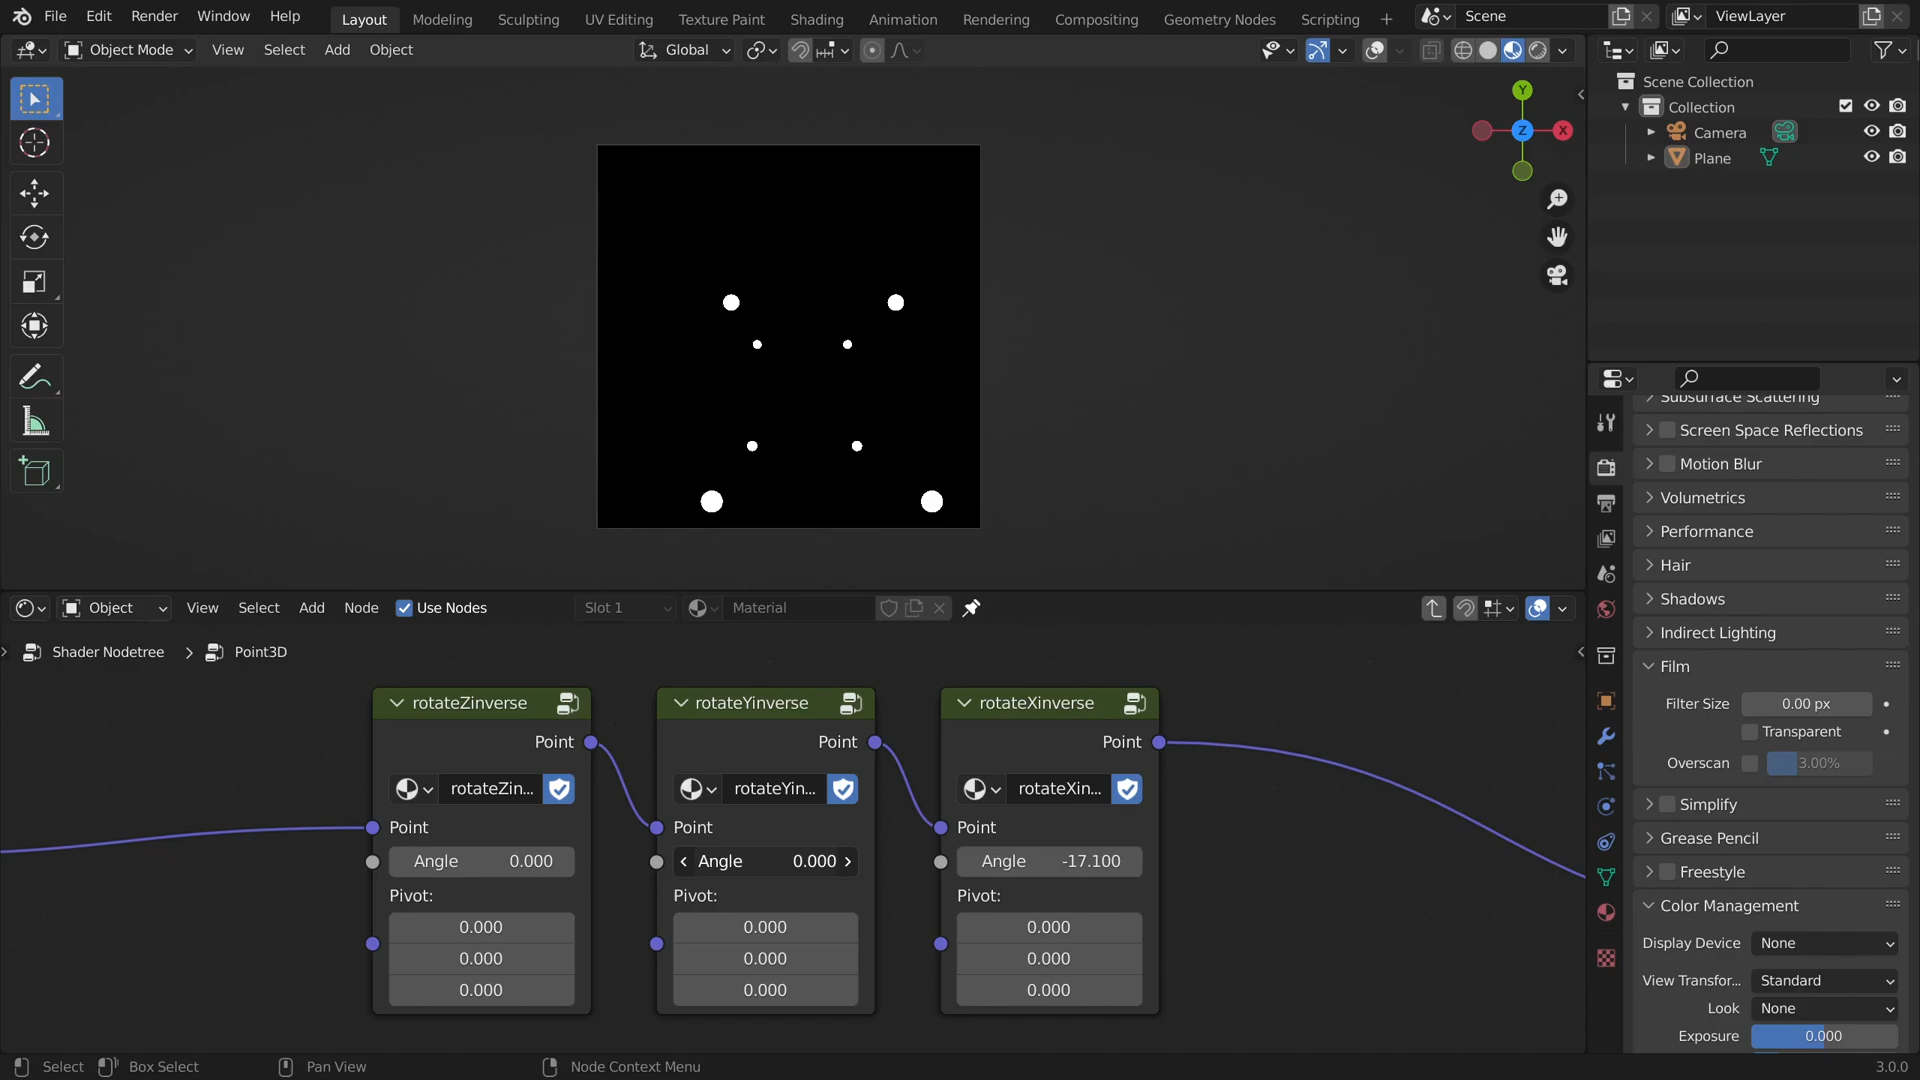 File Edit Render Window Help Layout Modeling Sculpting UV Editing Texture Paint Shading Animation Rendering Compositing Geometry Nodes Scripting + Scene ViewLayer
Object Mode View Select Add Object Global
Y
X
Z
Scene Collection
Collection
Camera
Plane
Subsurface Scattering
Screen Space Reflections
Motion Blur
Volumetrics
Performance
Hair
Shadows
Indirect Lighting
Film
Filter Size 0.00 px
Transparent
Overscan 3.00%
Simplify
Grease Pencil
Freestyle
Color Management
Display Device None
View Transfor... Standard
Look None
Exposure 0.000
Object View Select Add Node Use Nodes Slot 1 Material
Shader Nodetree > Point3D
rotateZinverse
Point
rotateZin...
Point
Angle 0.000
Pivot:
0.000
0.000
0.000
rotateYinverse
Point
rotateYin...
Point
Angle 0.000
Pivot:
0.000
0.000
0.000
rotateXinverse
Point
rotateXin...
Point
Angle -17.100
Pivot:
0.000
0.000
0.000
Select Box Select Pan View Node Context Menu 3.0.0